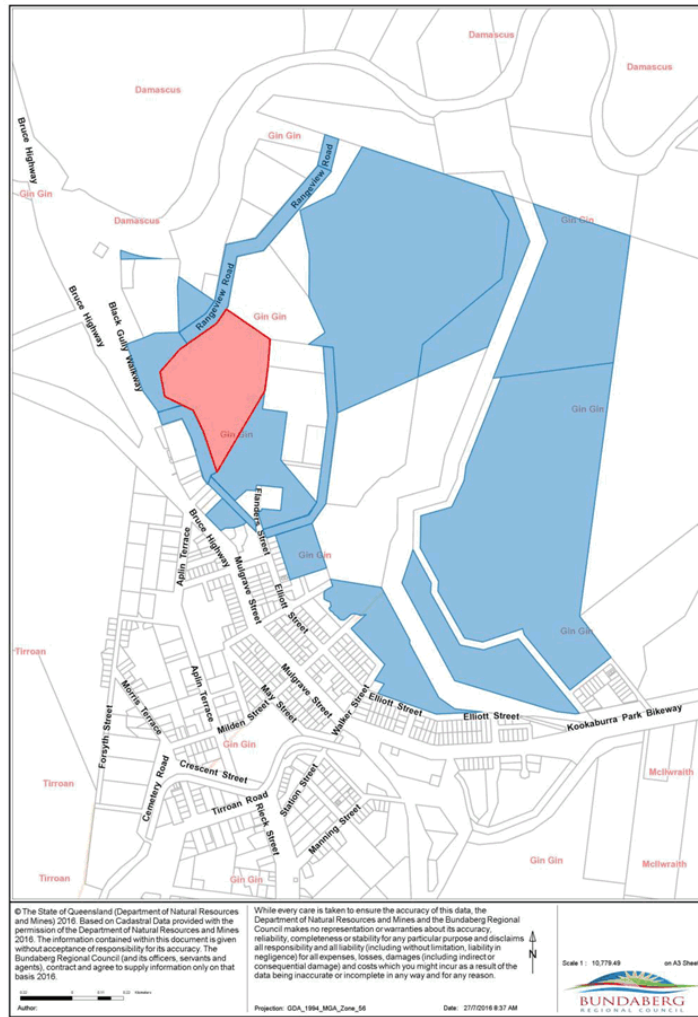 Damascus
Damascus
Damascus
Bruce Highway
Gin Gin
Rangeview Road
Gin Gin
Damascus
Gin Gin
Bruce Highway
Black Gully Walkway
Rangeview Road
Gin Gin
Gin Gin
Gin Gin
Flanders Street
Bruce Highway
Aplin Terrace
Gin Gin
Mulgrave Street
Elliott Street
Gin Gin
Tirroan
Forsyth Street
Morris Terrace
Aplin Terrace
May Street
Mulgrave Street
Milden Street
Walker Street
Elliott Street
Elliott Street
Kookaburra Park Bikeway
Gin Gin
Cemetery Road
Crescent Street
Tirroan
Tirroan Road
Rieck Street
Station Street
Manning Street
McIlwraith
Gin Gin
McIlwraith
Tirroan
Gin Gin
© The State of Queensland (Department of Natural Resources
and Mines) 2016. Based on Cadastral Data provided with the
permission of the Department of Natural Resources and Mines
2016. The information contained within this document is given
without acceptance of responsibility for its accuracy. The
Bundaberg Regional Council (and its officers, servants and
agents), contract and agree to supply information only on that
basis 2016.
While every care is taken to ensure the accuracy of this data, the
Department of Natural Resources and Mines and the Bundaberg Regional
Council makes no representation or warranties about its accuracy,
reliability, completeness or stability for any particular purpose and disclaims
all responsibility and all liability (including without limitation, liability in
negligence) for all expenses, losses, damages (including indirect or
consequential damage) and costs which you might incur as a result of the
data being inaccurate or incomplete in any way and for any reason.
N
Scale 1 : 10,779.49
on A3 Sheet
BUNDABERG
REGIONAL COUNCIL
Author:
Projection: GDA_1994_MGA_Zone_56
Date: 27/7/2016 8:37 AM